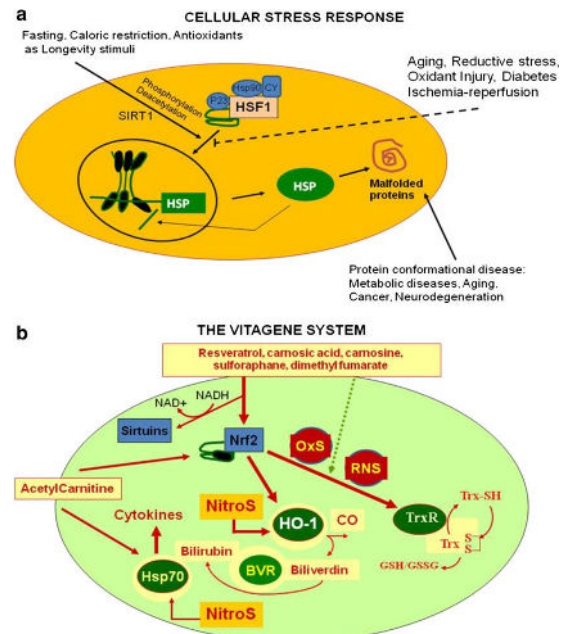 a
CELLULAR STRESS RESPONSE
Fasting, Caloric restriction, Antioxidants
as Longevity stimuli
Aging, Reductive stress,
Oxidant Injury, Diabetes
Ischemia-reperfusion
Phosphorylation
Deacetylation
SIRT1
P23
Hsp90
CY
HSF1
HSP
HSP
Malfolded
proteins
Protein conformational disease:
Metabolic diseases, Aging,
Cancer, Neurodegeneration
b
THE VITAGENE SYSTEM
Resveratrol, carnosic acid, carnosine,
sulforaphane, dimethyl fumarate
NAD+
NADH
Sirtuins
Nrf2
OxS
RNS
AcetylCarnitine
Cytokines
NitroS
HO-1
CO
TrxR
Trx-SH
Trx
S
S
GSH/GSSG
Bilirubin
BVR
Biliverdin
Hsp70
NitroS